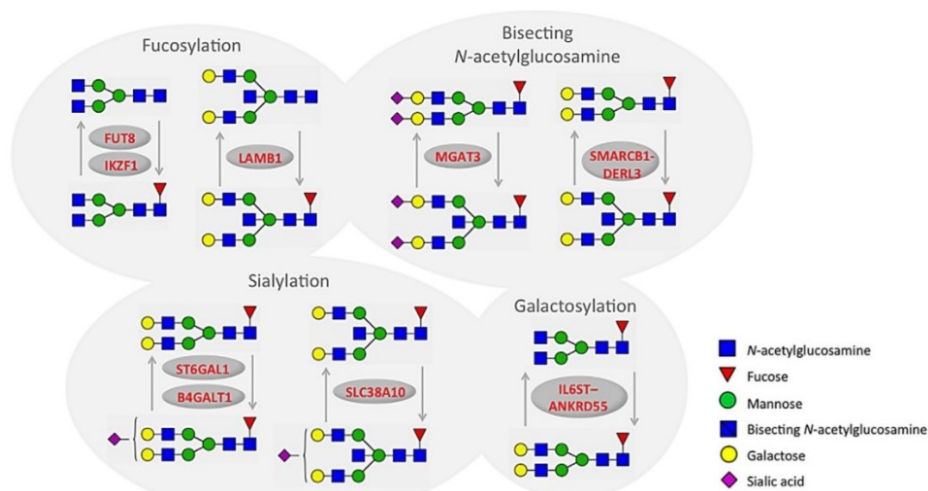 Fucosylation
FUT8
IKZF1
LAMB1
Bisecting
N-acetylglucosamine
MGAT3
SMARCB1-
DERL3
Sialylation
ST6GAL1
B4GALT1
SLC38A10
Galactosylation
IL6ST–
ANKRD55
N-acetylglucosamine
Fucose
Mannose
Bisecting N-acetylglucosamine
Galactose
Sialic acid